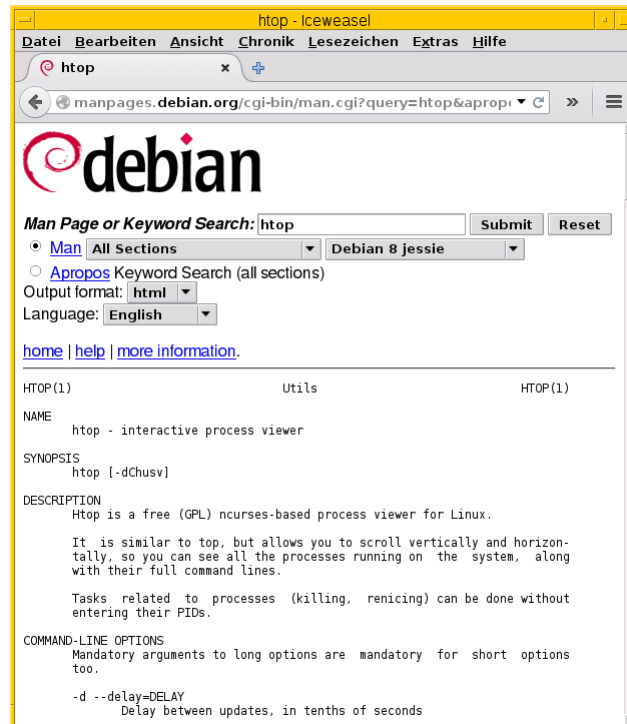 htop - Iceweasel
Datei Bearbeiten Ansicht Chronik Lesezeichen Extras Hilfe
htop
manpages.debian.org/cgi-bin/man.cgi?query=htop&aprop
debian
Man Page or Keyword Search: htop Submit Reset
Man All Sections Debian 8 jessie
Apropos Keyword Search (all sections)
Output format: html
Language: English
home | help | more information.
HTOP(1) Utils HTOP(1)
NAME
htop - interactive process viewer
SYNOPSIS
htop [-dChusv]
DESCRIPTION
Htop is a free (GPL) ncurses-based process viewer for Linux.
It is similar to top, but allows you to scroll vertically and horizon-
tally, so you can see all the processes running on the system, along
with their full command lines.
Tasks related to processes (killing, renicing) can be done without
entering their PIDs.
COMMAND-LINE OPTIONS
Mandatory arguments to long options are mandatory for short options
too.
-d --delay=DELAY
Delay between updates, in tenths of seconds